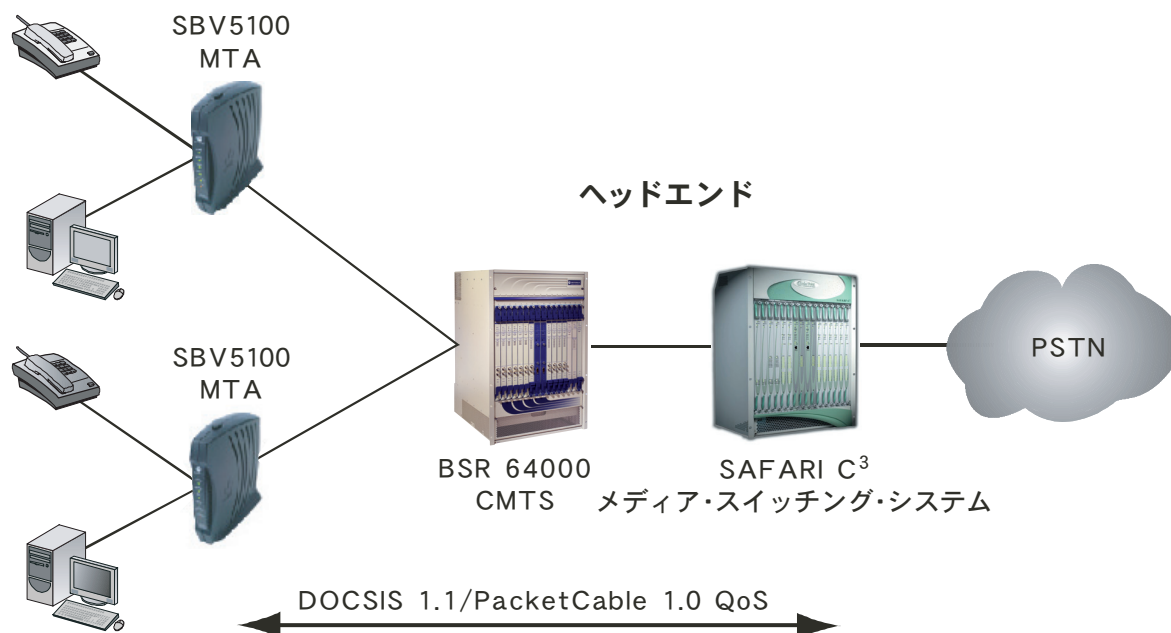 SBV5100
MTA
ヘッドエンド
SBV5100
MTA
PSTN
BSR 64000
CMTS
SAFARI C³
メディア・スイッチング・システム
DOCSIS 1.1/PacketCable 1.0 QoS